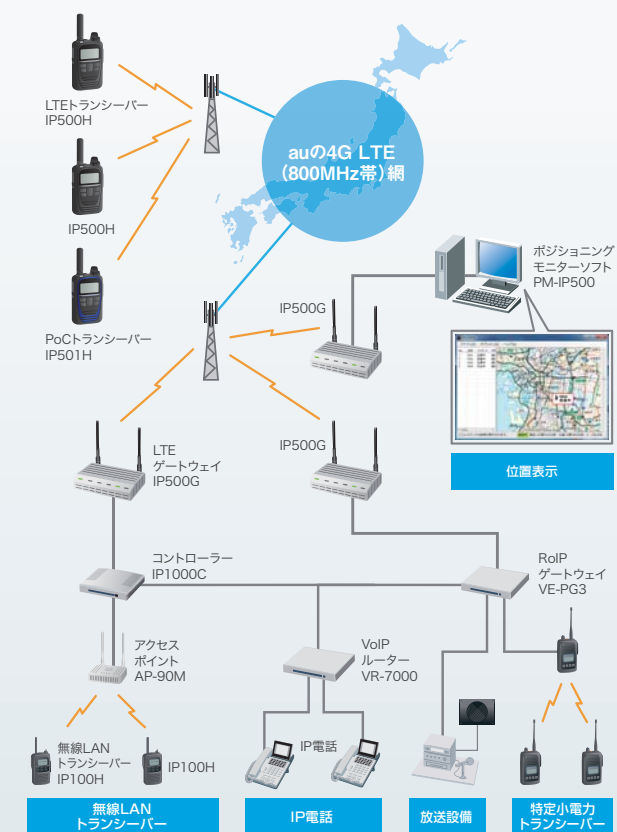 LTEトランシーバー
IP500H
auの4G LTE
（800MHz帯）網
IP500H
ポジショニング
モニターソフト
PM-IP500
IP500G
PoCトランシーバー
IP501H
LTE
ゲートウェイ
IP500G
IP500G
位置表示
コントローラー
IP1000C
RoIP
ゲートウェイ
VE-PG3
アクセス
ポイント
AP-90M
VoIP
ルーター
VR-7000
無線LAN
トランシーバー
IP100H
IP100H
IP電話
無線LAN
トランシーバー
IP電話
放送設備
特定小電力
トランシーバー